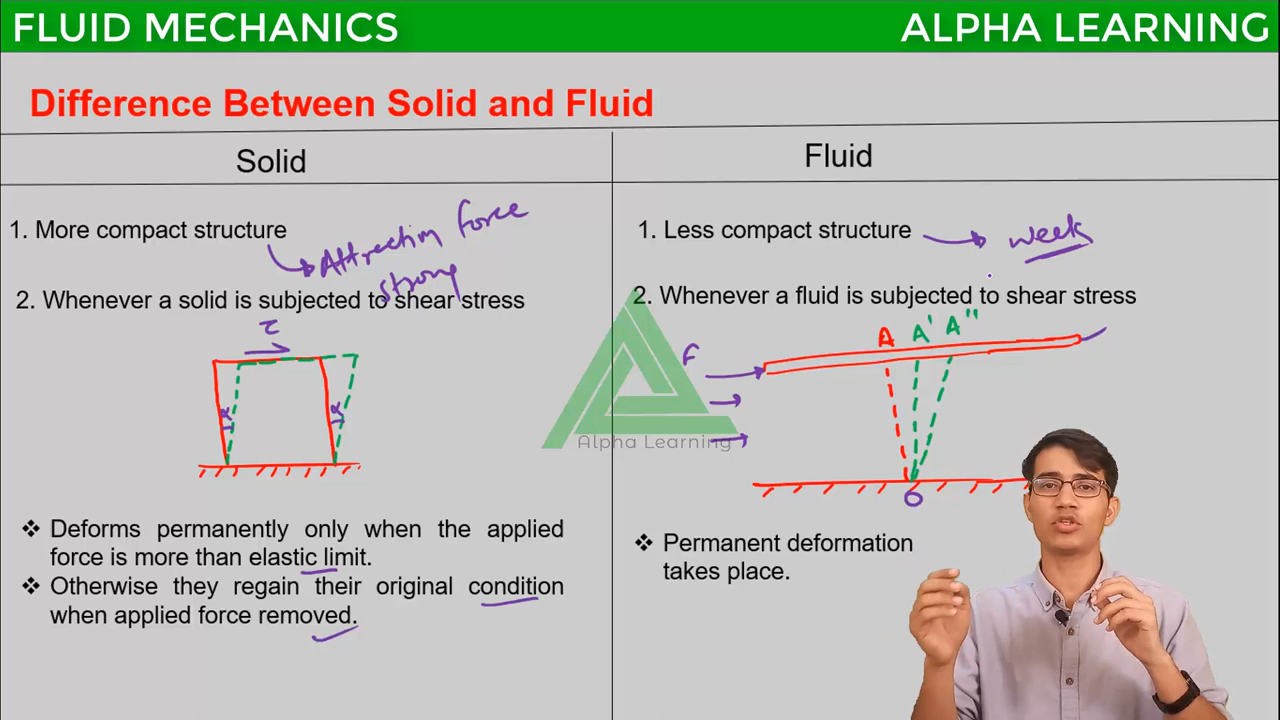 FLUID MECHANICS
ALPHA LEARNING
Difference Between Solid and Fluid
Solid
1. More compact structure
Attraction force
strong
2. Whenever a solid is subjected to shear stress
τ
α α
❖ Deforms permanently only when the applied
force is more than elastic limit.
❖ Otherwise they regain their original condition
when applied force removed.
Fluid
1. Less compact structure
week
2. Whenever a fluid is subjected to shear stress
A A' A"
F
O
❖ Permanent deformation
takes place.
Alpha Learning